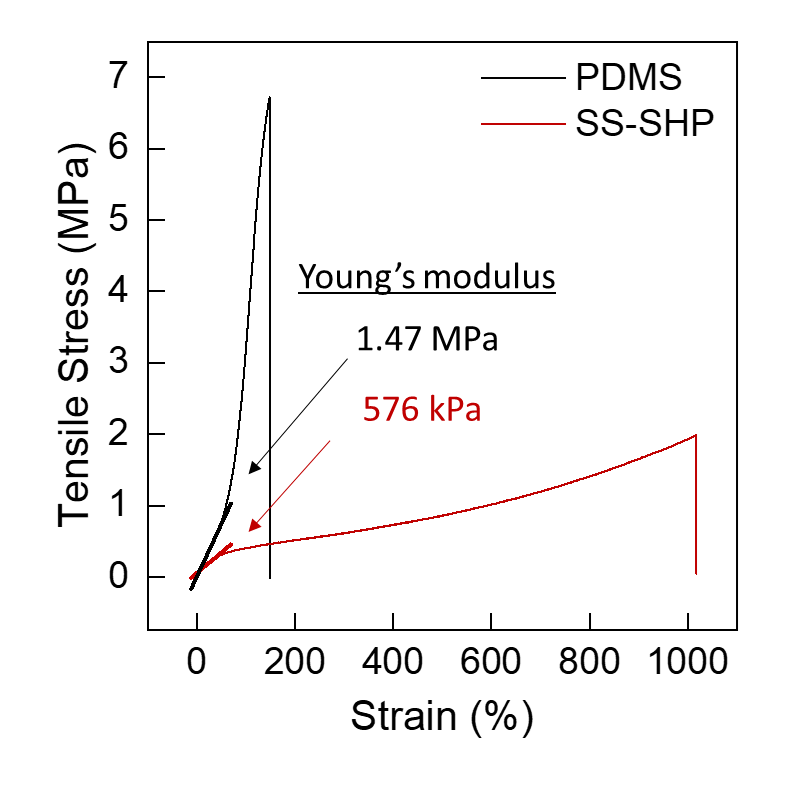 PDMS
SS-SHP
Tensile Stress (MPa)
7
6
5
4
3
2
1
0
Young’s modulus
1.47 MPa
576 kPa
0 200 400 600 800 1000
Strain (%)